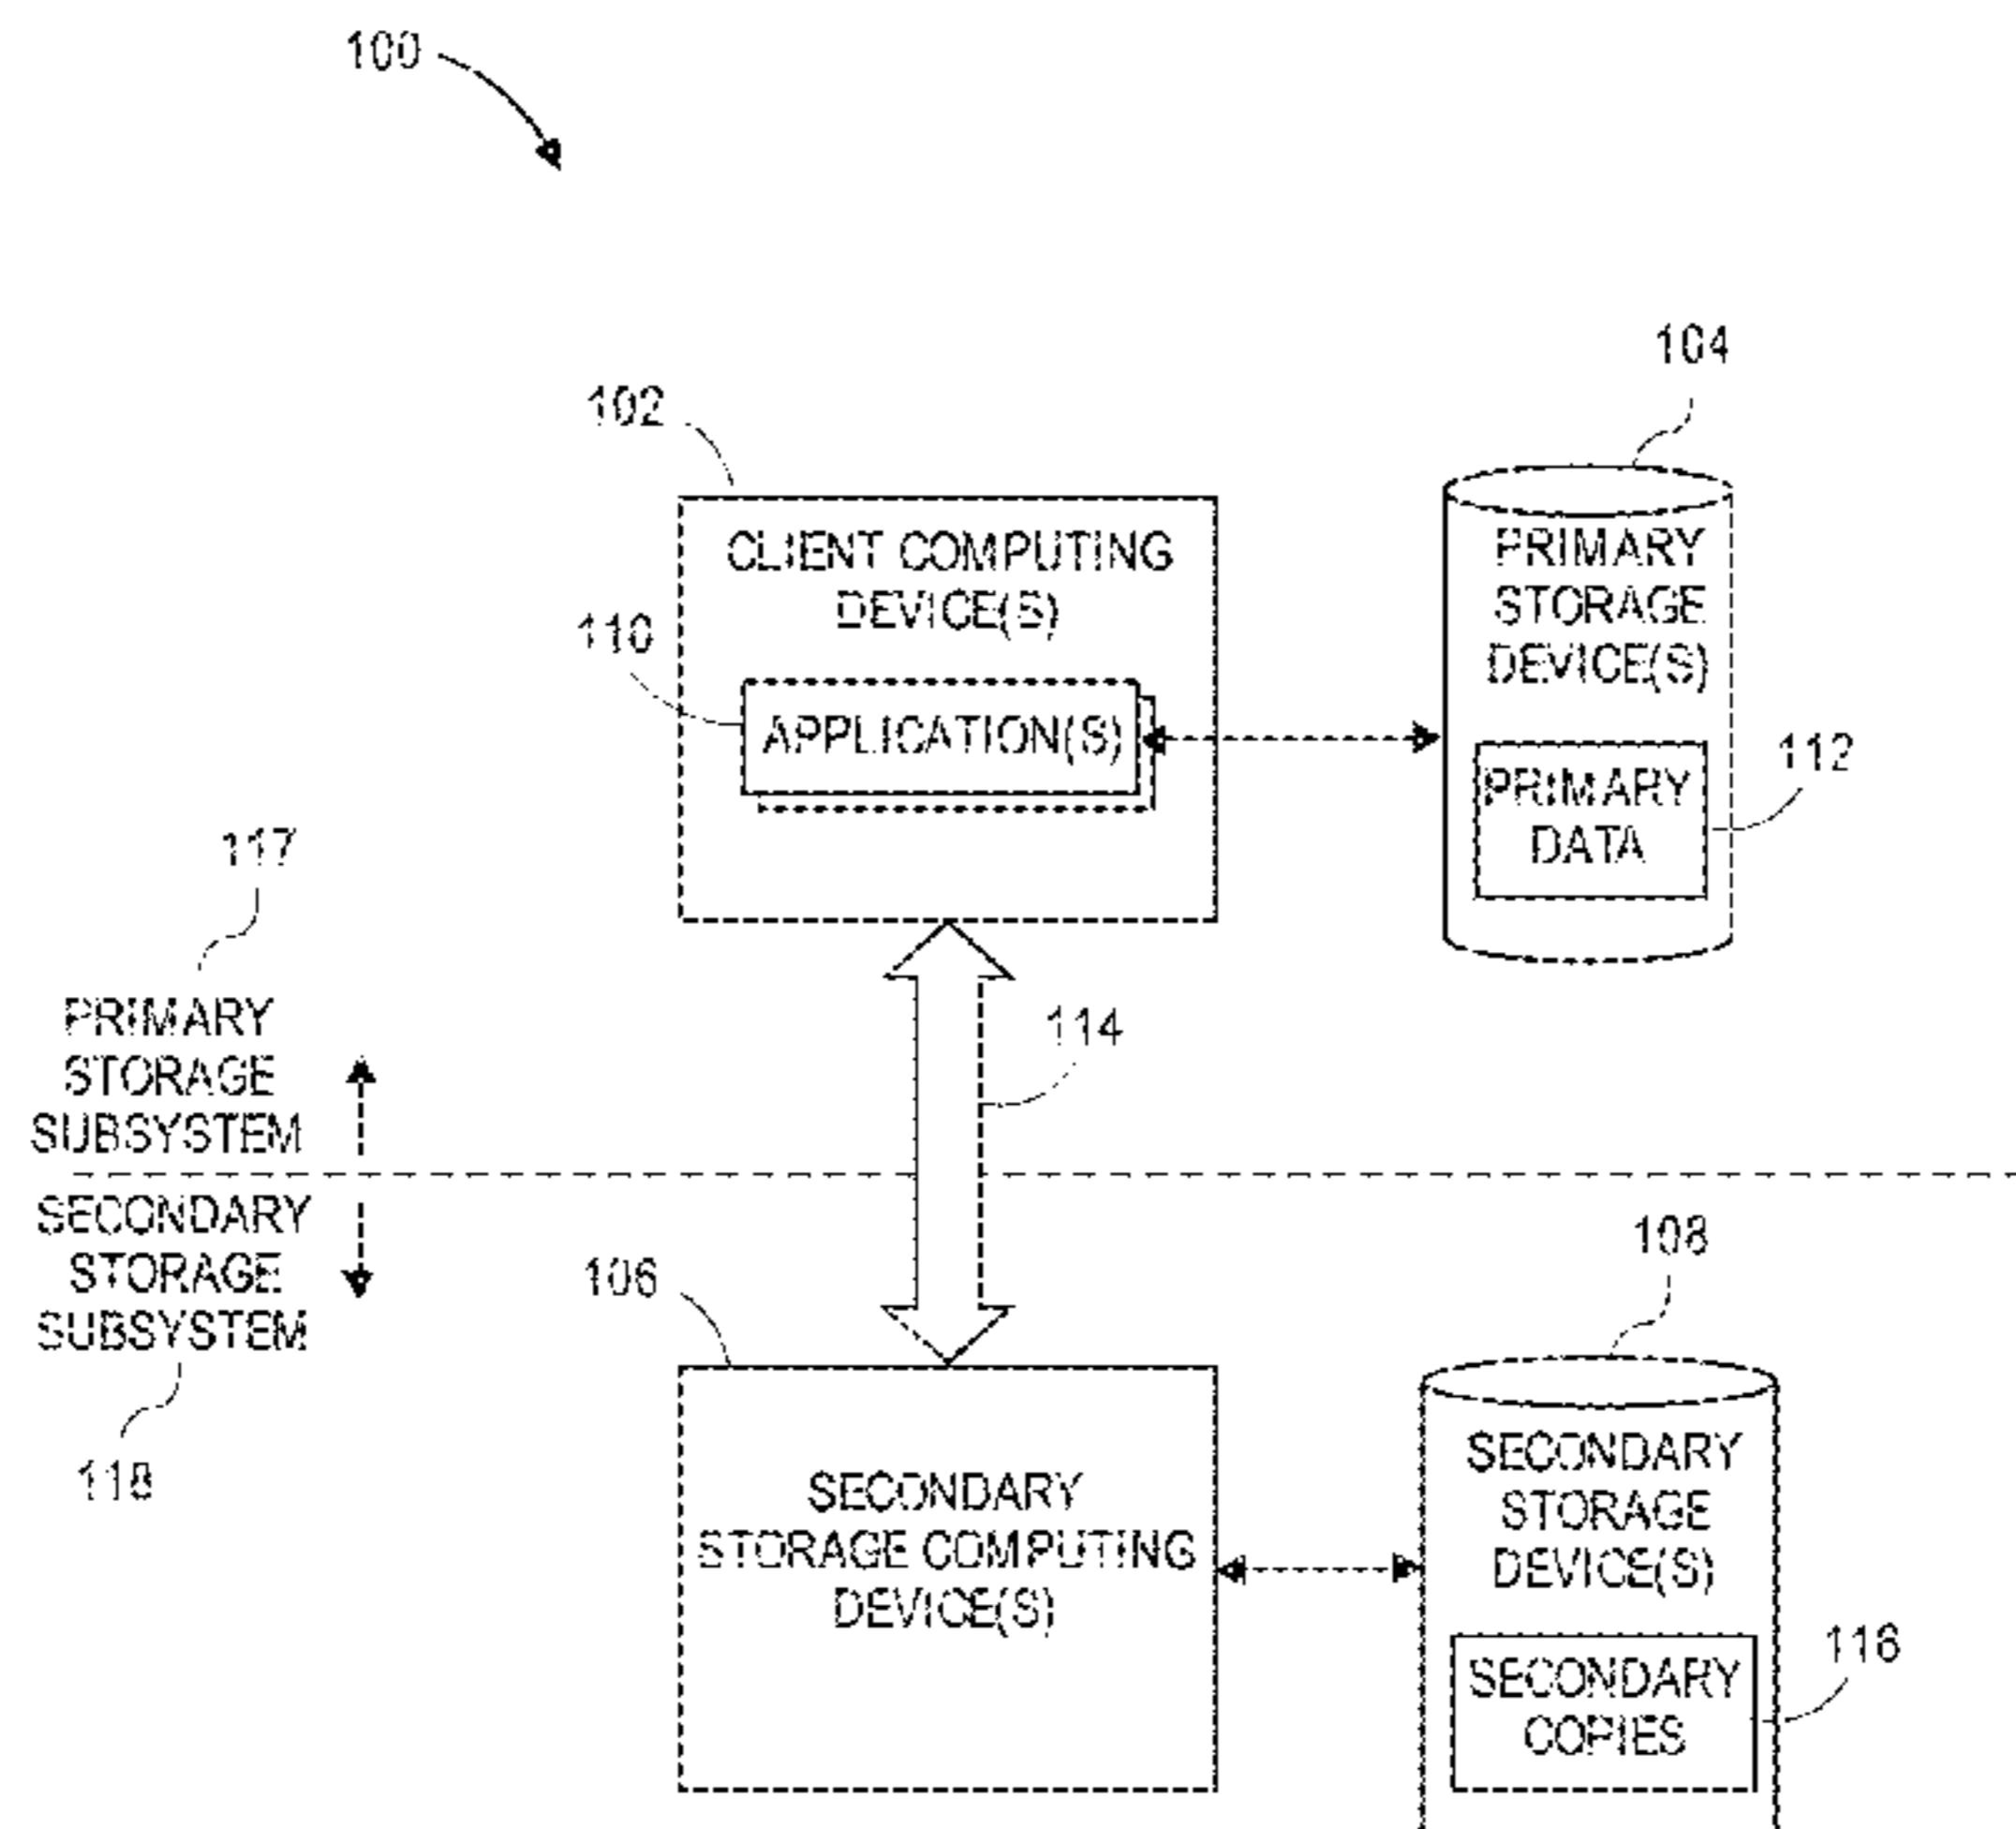 100
104
102
CLIENT COMPUTING
DEVICE(S)
110
APPLICATION(S)
PRIMARY
STORAGE
DEVICE(S)
PRIMARY
DATA
112
117
PRIMARY
STORAGE
SUBSYSTEM
114
SECONDARY
STORAGE
SUBSYSTEM
118
106
108
SECONDARY
STORAGE COMPUTING
DEVICE(S)
SECONDARY
STORAGE
DEVICE(S)
SECONDARY
COPIES
116